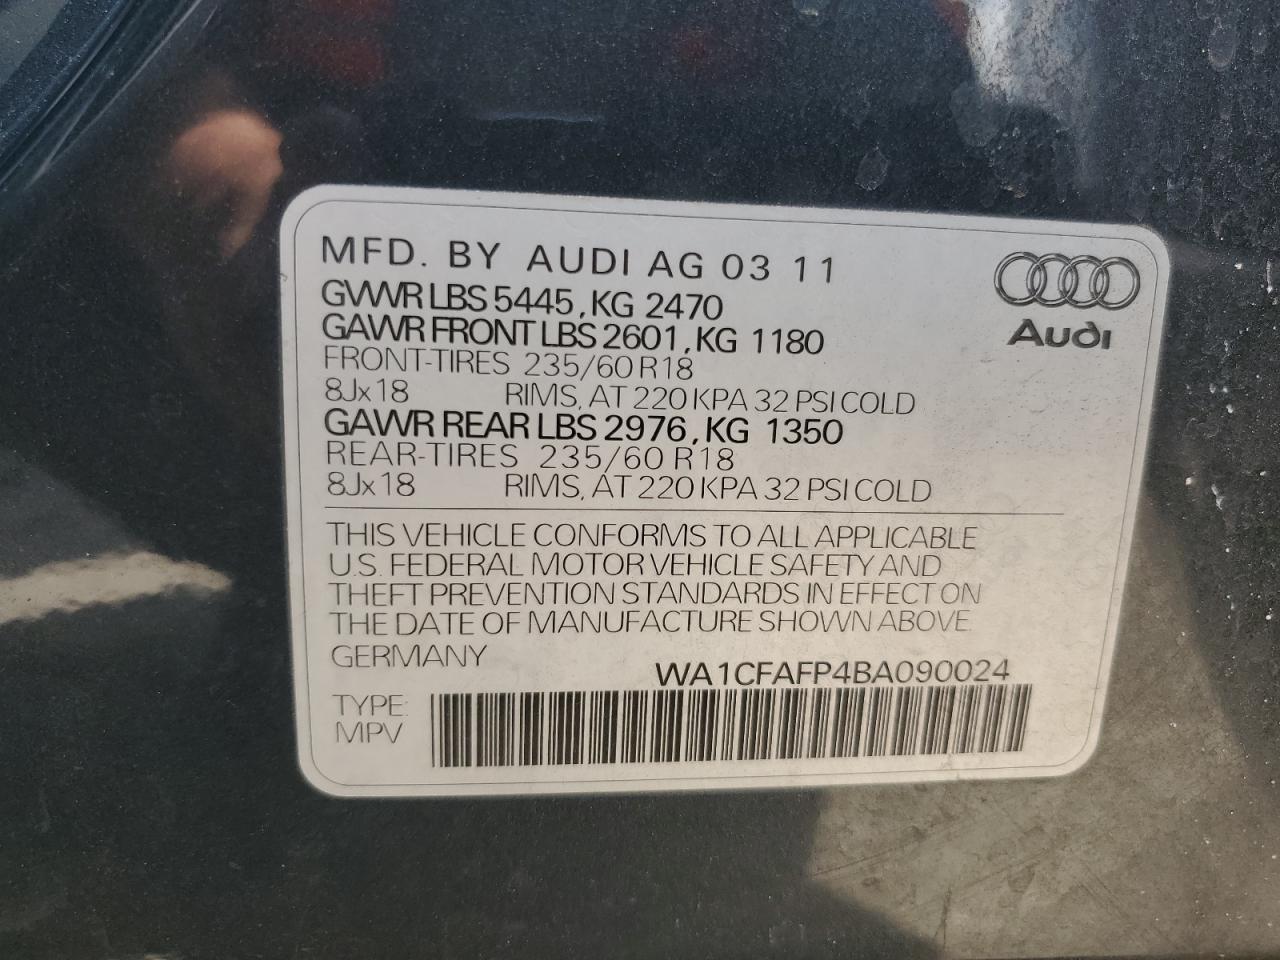 MFD. BY AUDI AG 03 11
GVWR LBS 5445, KG 2470
GAWR FRONT LBS 2601, KG 1180
FRONT-TIRES 235/60 R18
8Jx18 RIMS, AT 220 KPA 32 PSI COLD
GAWR REAR LBS 2976, KG 1350
REAR-TIRES 235/60 R18
8Jx18 RIMS, AT 220 KPA 32 PSI COLD
Audi
THIS VEHICLE CONFORMS TO ALL APPLICABLE
U.S. FEDERAL MOTOR VEHICLE SAFETY AND
THEFT PREVENTION STANDARDS IN EFFECT ON
THE DATE OF MANUFACTURE SHOWN ABOVE.
GERMANY
WA1CFAFP4BA090024
TYPE:
MPV